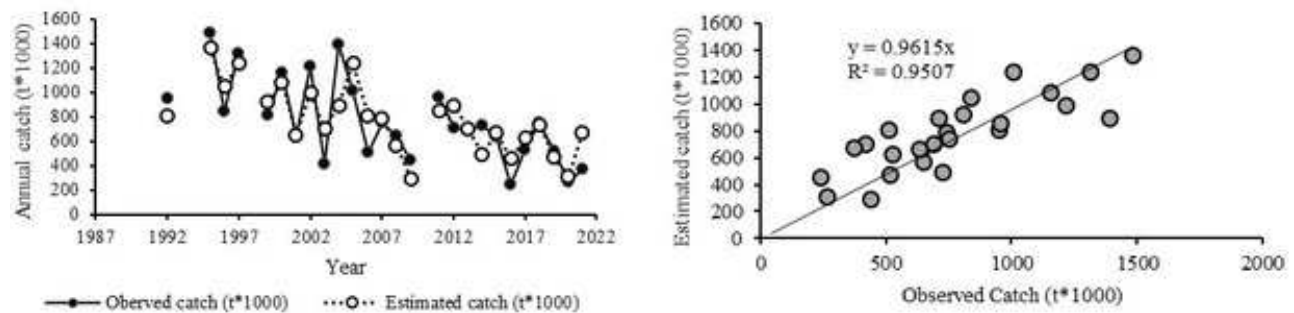 Annual catch (t*1000)
1600
1400
1200
1000
800
600
400
200
0
1987 1992 1997 2002 2007 2012 2017 2022
Year
Oberved catch (t*1000) Estimated catch (t*1000)
Estimated catch (t*1000)
1600
1400
1200
1000
800
600
400
200
0
y = 0.9615x
R² = 0.9507
0 500 1000 1500 2000
Observed Catch (t*1000)